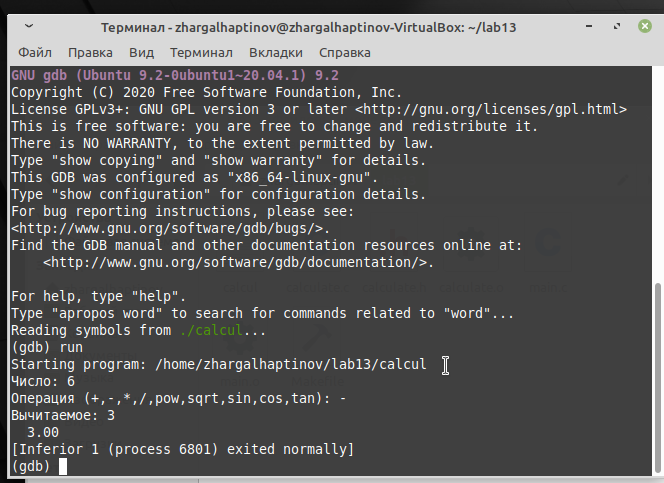 Терминал - zhargalhaptinov@zhargalhaptinov-VirtualBox: ~/lab13
Файл Правка Вид Терминал Вкладки Справка
GNU gdb (Ubuntu 9.2-0ubuntu1~20.04.1) 9.2
Copyright (C) 2020 Free Software Foundation, Inc.
License GPLv3+: GNU GPL version 3 or later <http://gnu.org/licenses/gpl.html>
This is free software: you are free to change and redistribute it.
There is NO WARRANTY, to the extent permitted by law.
Type "show copying" and "show warranty" for details.
This GDB was configured as "x86_64-linux-gnu".
Type "show configuration" for configuration details.
For bug reporting instructions, please see:
<http://www.gnu.org/software/gdb/bugs/>.
Find the GDB manual and other documentation resources online at:
    <http://www.gnu.org/software/gdb/documentation/>.

For help, type "help".
Type "apropos word" to search for commands related to "word"...
Reading symbols from ./calcul...
(gdb) run
Starting program: /home/zhargalhaptinov/lab13/calcul
Число: 6
Операция (+,-,*,/,pow,sqrt,sin,cos,tan): -
Вычитаемое: 3
  3.00
[Inferior 1 (process 6801) exited normally]
(gdb)